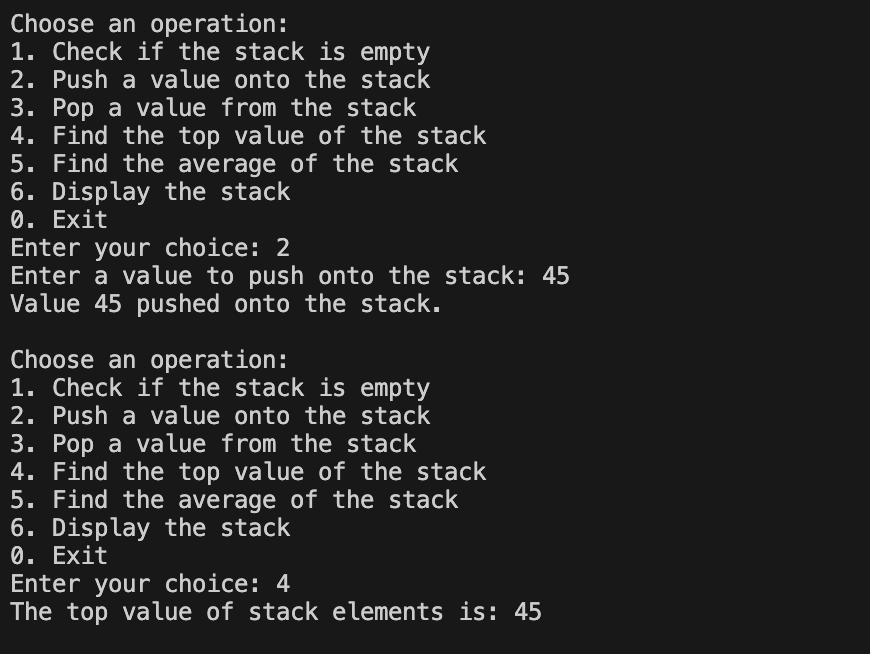 Choose an operation:
1. Check if the stack is empty
2. Push a value onto the stack
3. Pop a value from the stack
4. Find the top value of the stack
5. Find the average of the stack
6. Display the stack
0. Exit
Enter your choice: 2
Enter a value to push onto the stack: 45
Value 45 pushed onto the stack.

Choose an operation:
1. Check if the stack is empty
2. Push a value onto the stack
3. Pop a value from the stack
4. Find the top value of the stack
5. Find the average of the stack
6. Display the stack
0. Exit
Enter your choice: 4
The top value of stack elements is: 45